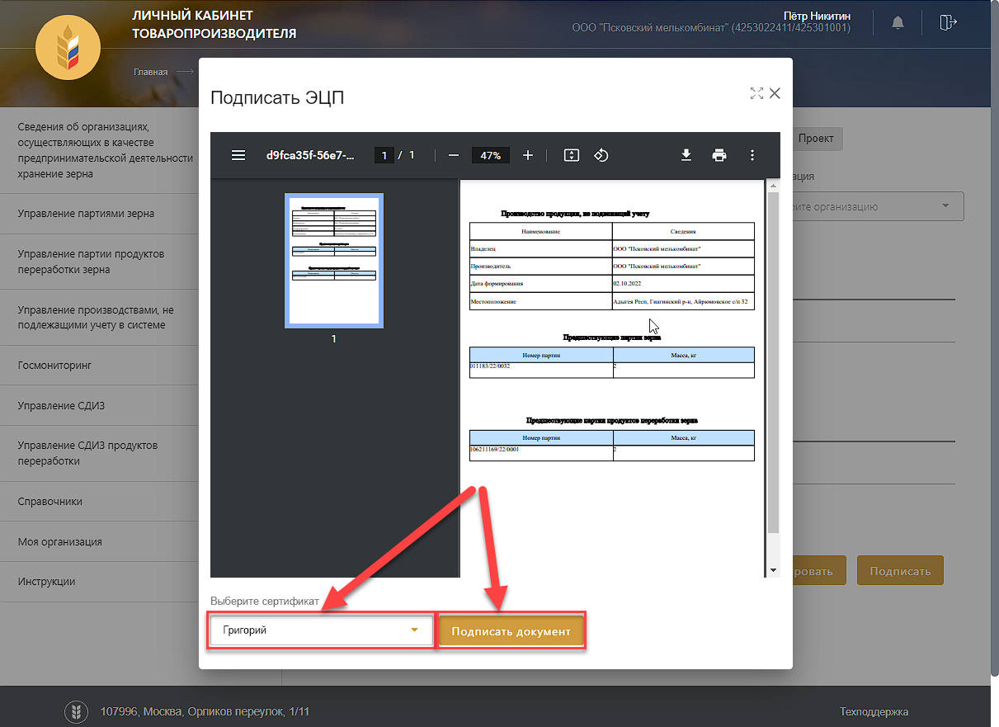 ЛИЧНЫЙ КАБИНЕТ
ТОВАРОПРОИЗВОДИТЕЛЯ
Пётр Никитин
ООО "Псковский мелькомбинат" (4253022411/425301001)
Главная
Сведения об организациях,
осуществляющих в качестве
предпринимательской деятельности
хранение зерна
Управление партиями зерна
Управление партии продуктов
переработки зерна
Управление производствами, не
подлежащими учету в системе
Госмониторинг
Управление СДИЗ
Управление СДИЗ продуктов
переработки
Справочники
Моя организация
Инструкции
Подписать ЭЦП
d9fca35f-56e7-...
1 / 1
47%
1
Производство продукции, не подлежащей учету
Наименование Сведения
Владелец ООО "Псковский мелькомбинат"
Производитель ООО "Псковский мелькомбинат"
Дата формирования 02.10.2022
Местоположение Адыгея Респ, Гиагинский р-н, Айрюмовское с/п 32
Предшествующие партии зерна
Номер партии Масса, кг
011183/22/0032 2
Предшествующие партии продуктов переработки зерна
Номер партии Масса, кг
106211169/22/0001 2
Выберите сертификат
Григорий
Подписать документ
Проект
ация
рите организацию
ровать
Подписать
107996, Москва, Орликов переулок, 1/11
Техподдержка